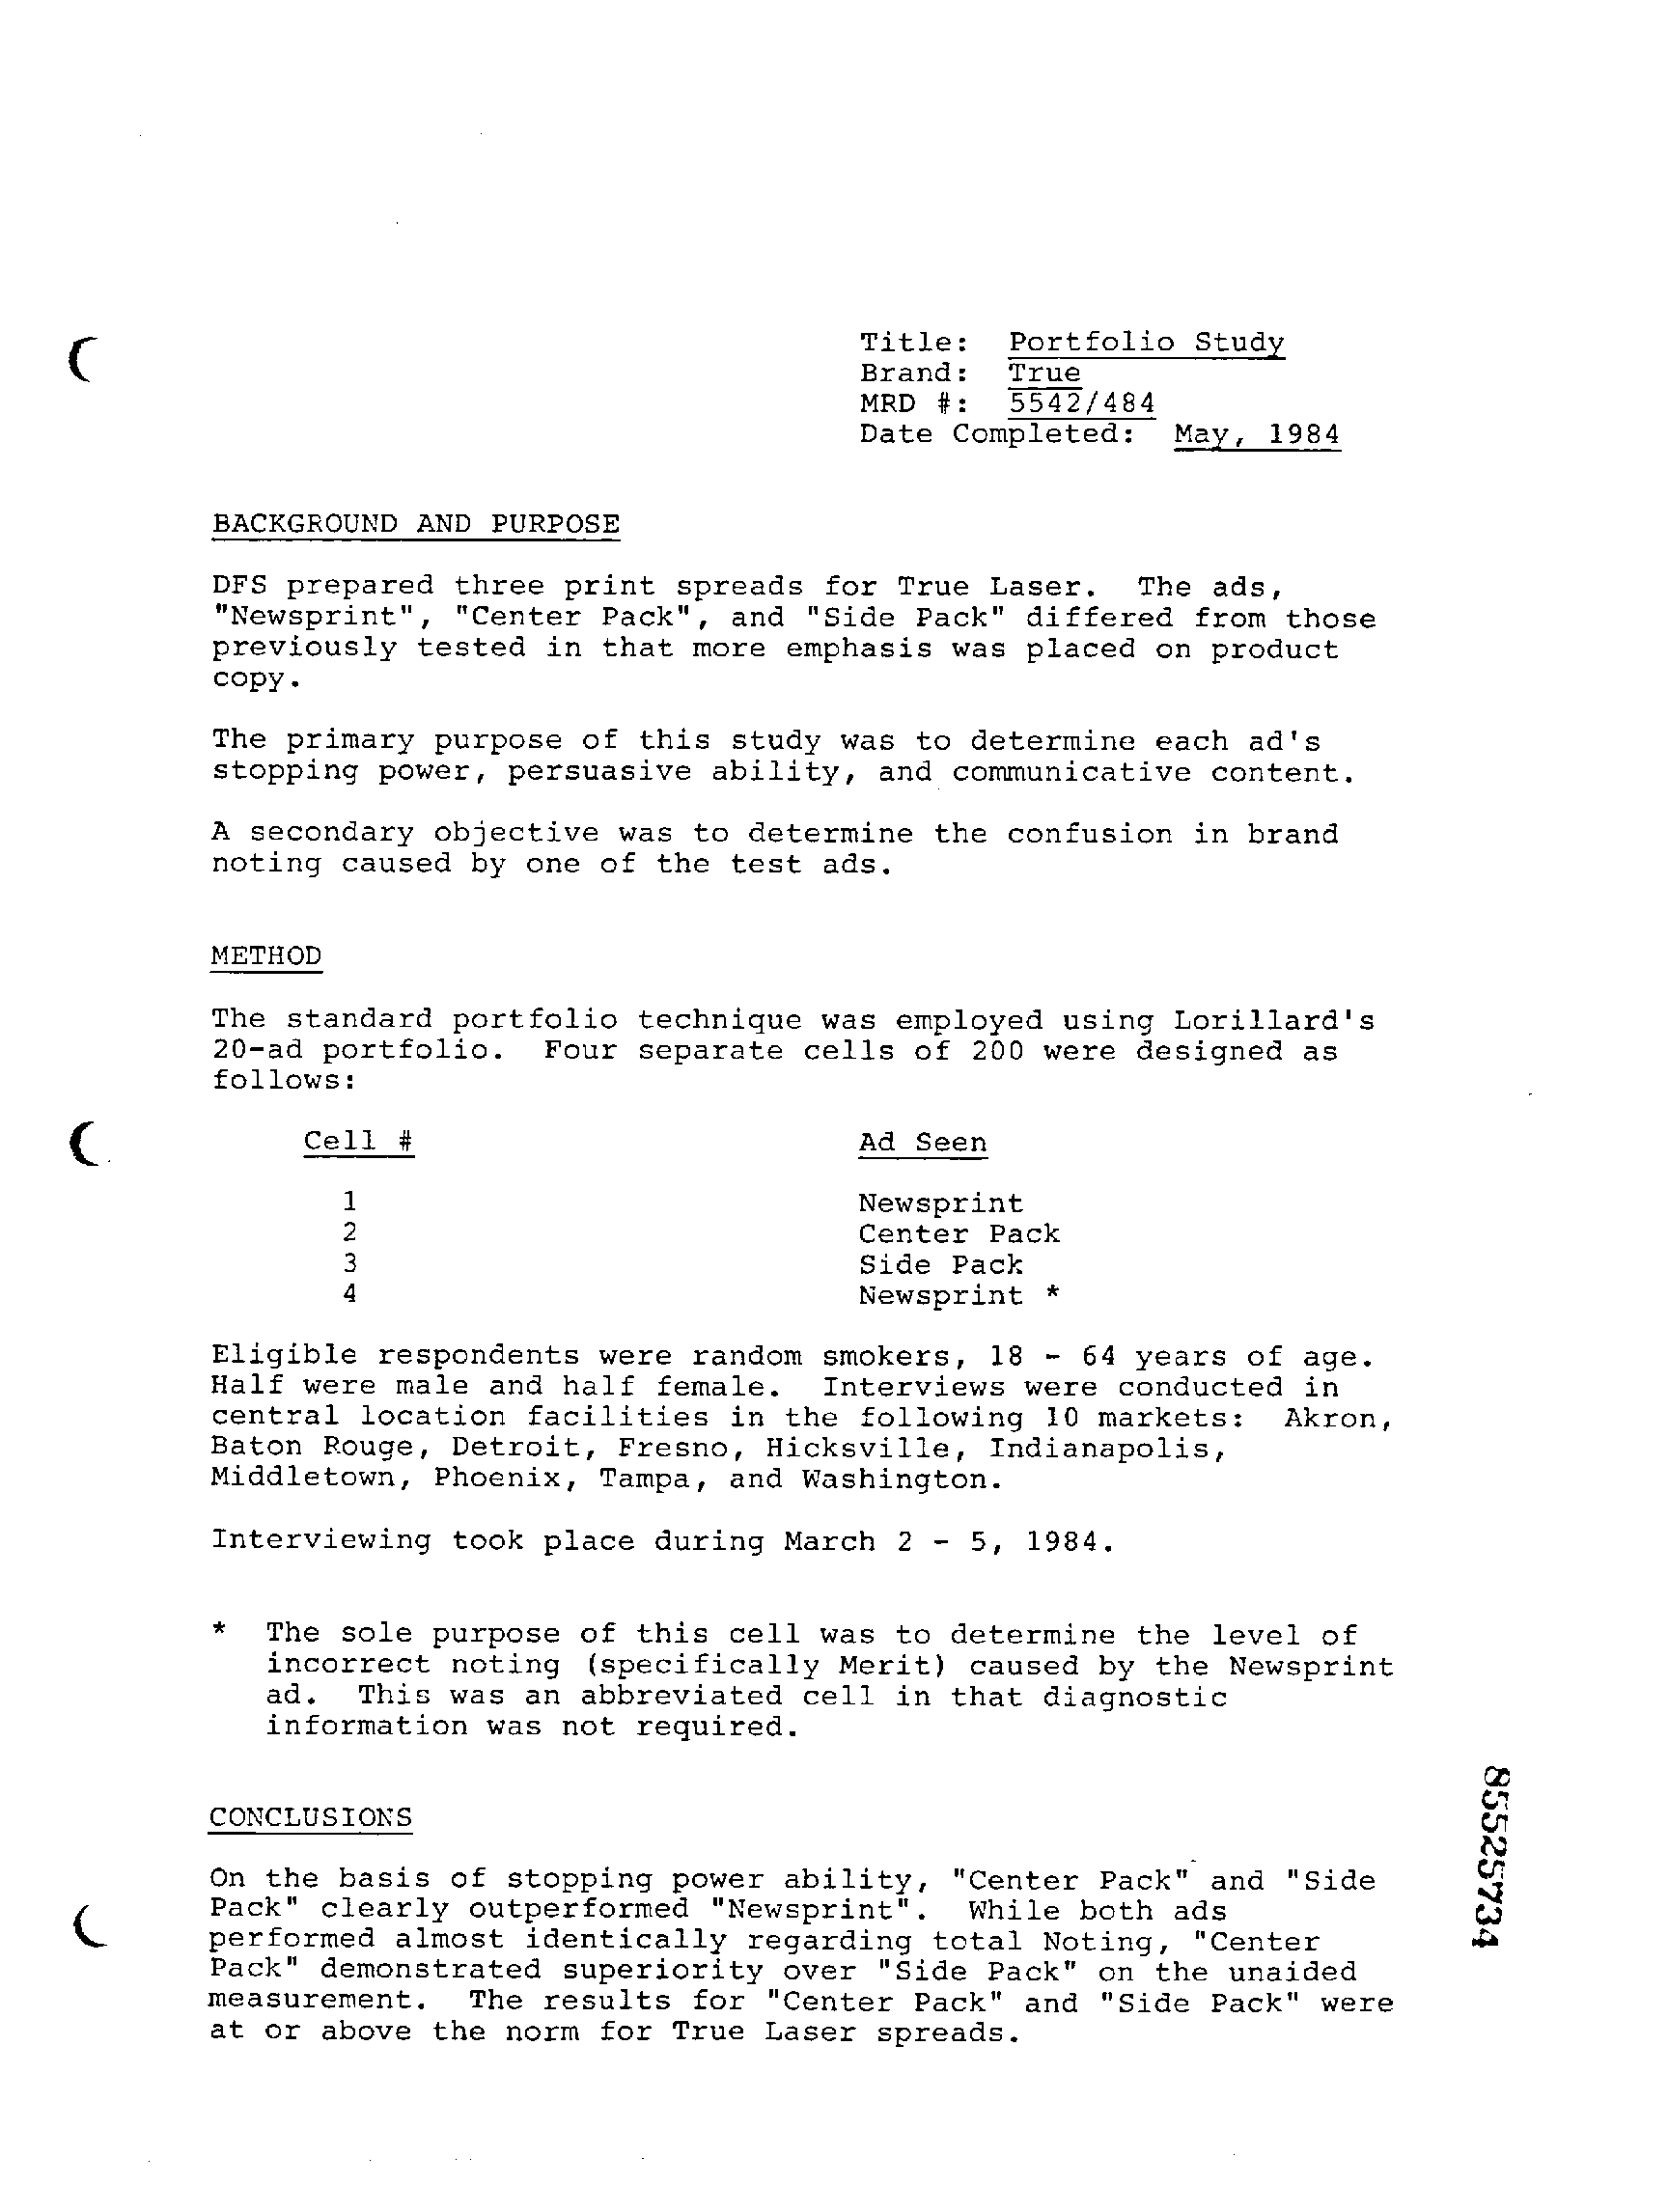 Title: Portfolio Study
Brand: True
MRD #: 5542/484
Date Completed: May, 1984
BACKGROUND AND PURPOSE
DFS prepared three print spreads for True Laser. The ads,
"Newsprint", "Center Pack", and "Side Pack" differed from those
previously tested in that more emphasis was placed on product
copy.
The primary purpose of this study was to determine each ad's
stopping power, persuasive ability, and communicative content.
A secondary objective was to determine the confusion in brand
noting caused by one of the test ads.
METHOD
The standard portfolio technique was employed using Lorillard's
20-ad portfolio. Four separate cells of 200 were designed as
follows:
Cell # Ad Seen
1 Newsprint
2 Center Pack
3 Side Pack
4 Newsprint *
Eligible respondents were random smokers, 18 - 64 years of age.
Half were male and half female. Interviews were conducted in
central location facilities in the following 10 markets: Akron,
Baton Rouge, Detroit, Fresno, Hicksville, Indianapolis,
Middletown, Phoenix, Tampa, and Washington.
Interviewing took place during March 2 - 5, 1984.
* The sole purpose of this cell was to determine the level of
incorrect noting (specifically Merit) caused by the Newsprint
ad. This was an abbreviated cell in that diagnostic
information was not required.
CONCLUSIONS
On the basis of stopping power ability, "Center Pack" and "Side
Pack" clearly outperformed "Newsprint". While both ads
performed almost identically regarding total Noting, "Center
Pack" demonstrated superiority over "Side Pack" on the unaided
measurement. The results for "Center Pack" and "Side Pack" were
at or above the norm for True Laser spreads.
85525734